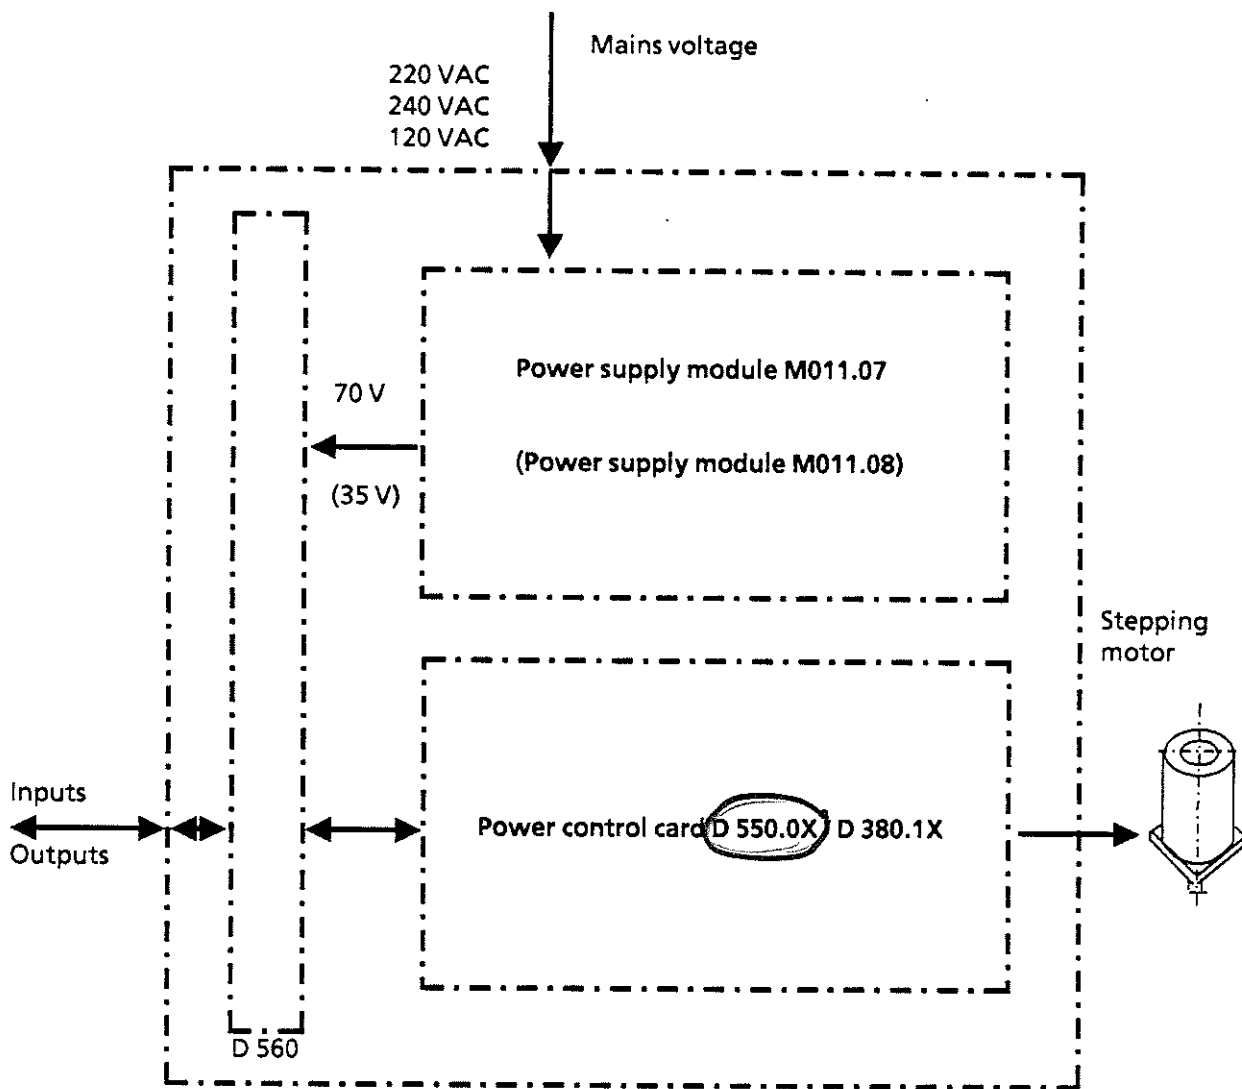 Mains voltage
220 VAC
240 VAC
120 VAC
Power supply module M011.07
70 V
(Power supply module M011.08)
(35 V)
Stepping
motor
Inputs
Outputs
Power control card D 550.0X / D 380.1X
D 560